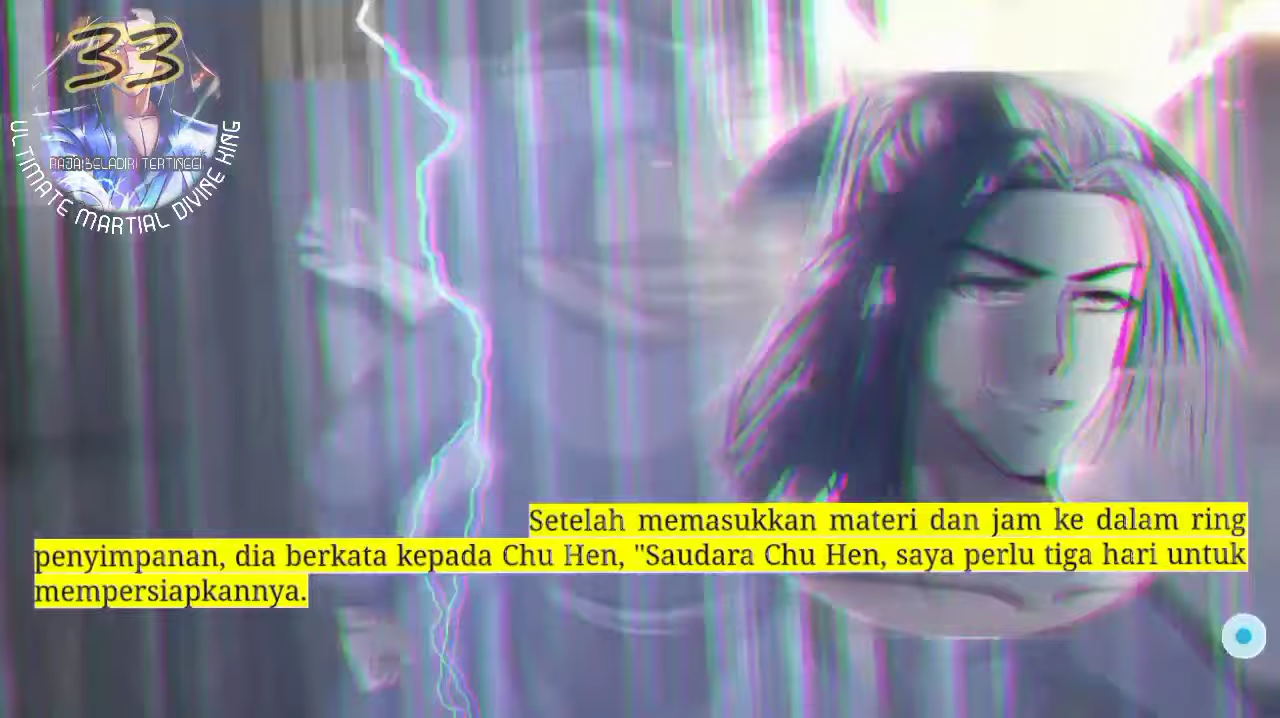 33
RAJA BELADIRI TERTINGGI
ULTIMATE MARTIAL DIVINE KING
Setelah memasukkan materi dan jam ke dalam ring
penyimpanan, dia berkata kepada Chu Hen, "Saudara Chu Hen, saya perlu tiga hari untuk
mempersiapkannya.